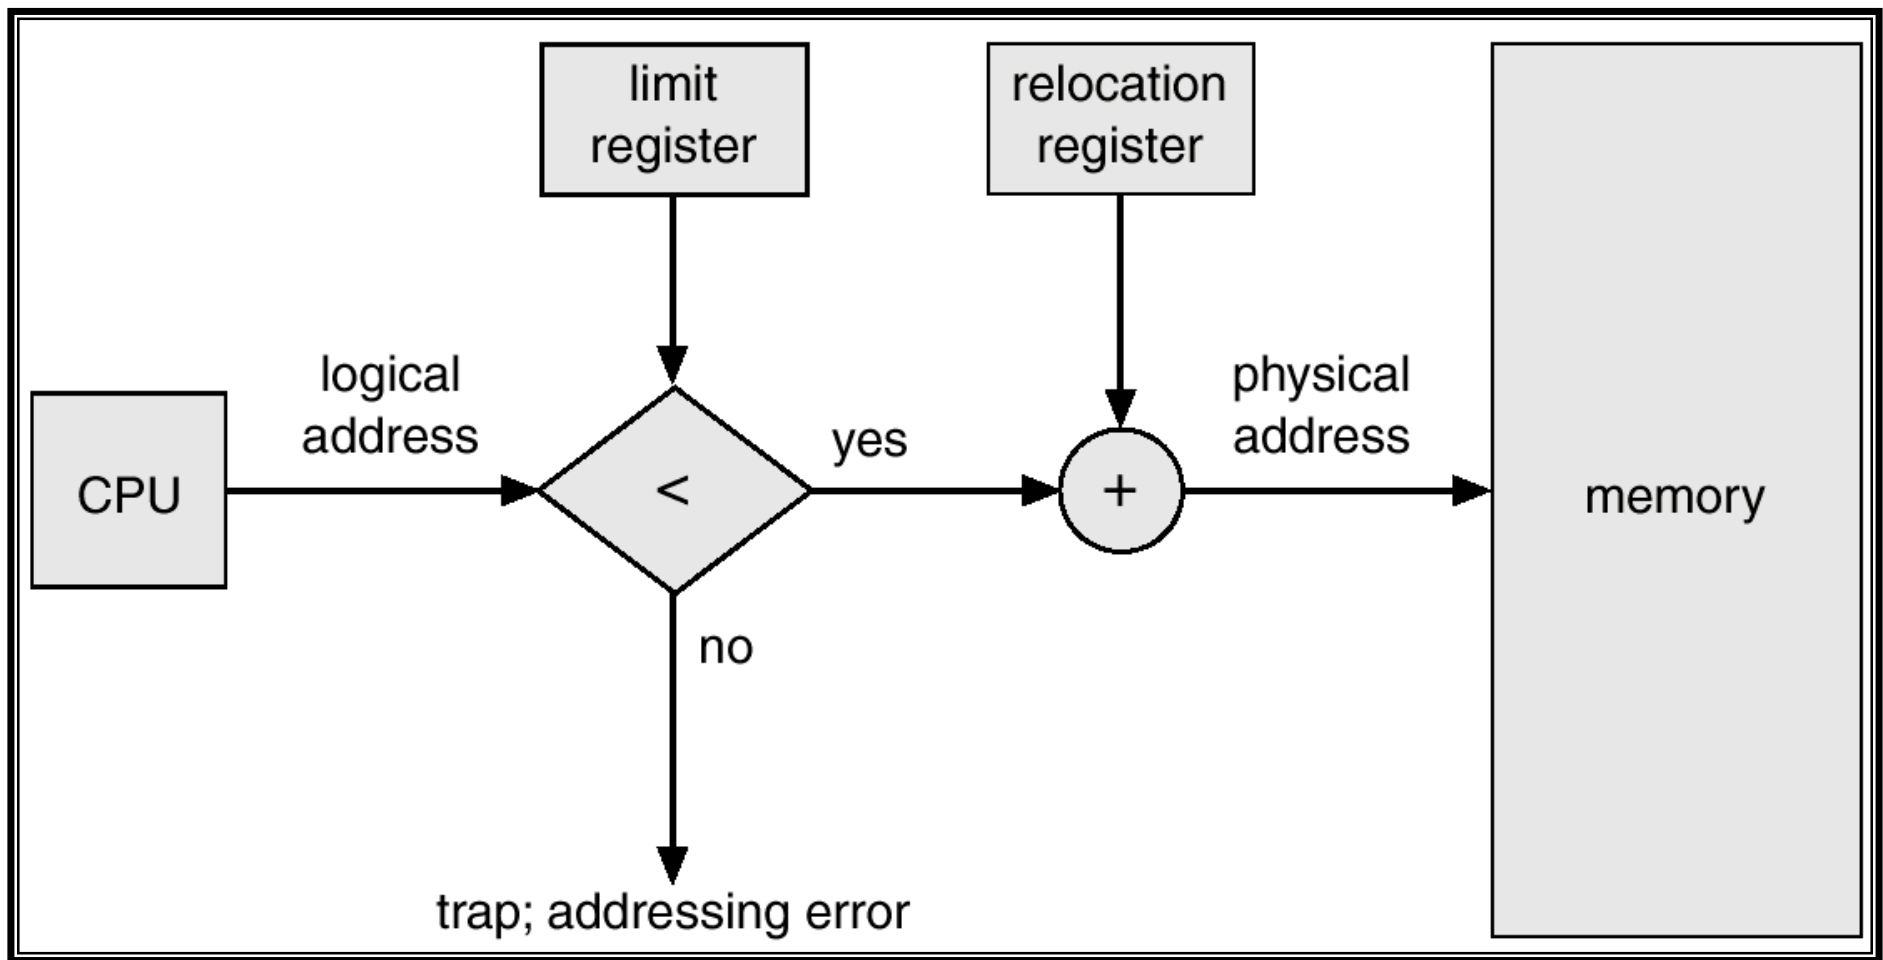 limit
register
relocation
register
logical
address
physical
address
yes
CPU
<
+
memory
no
trap; addressing error